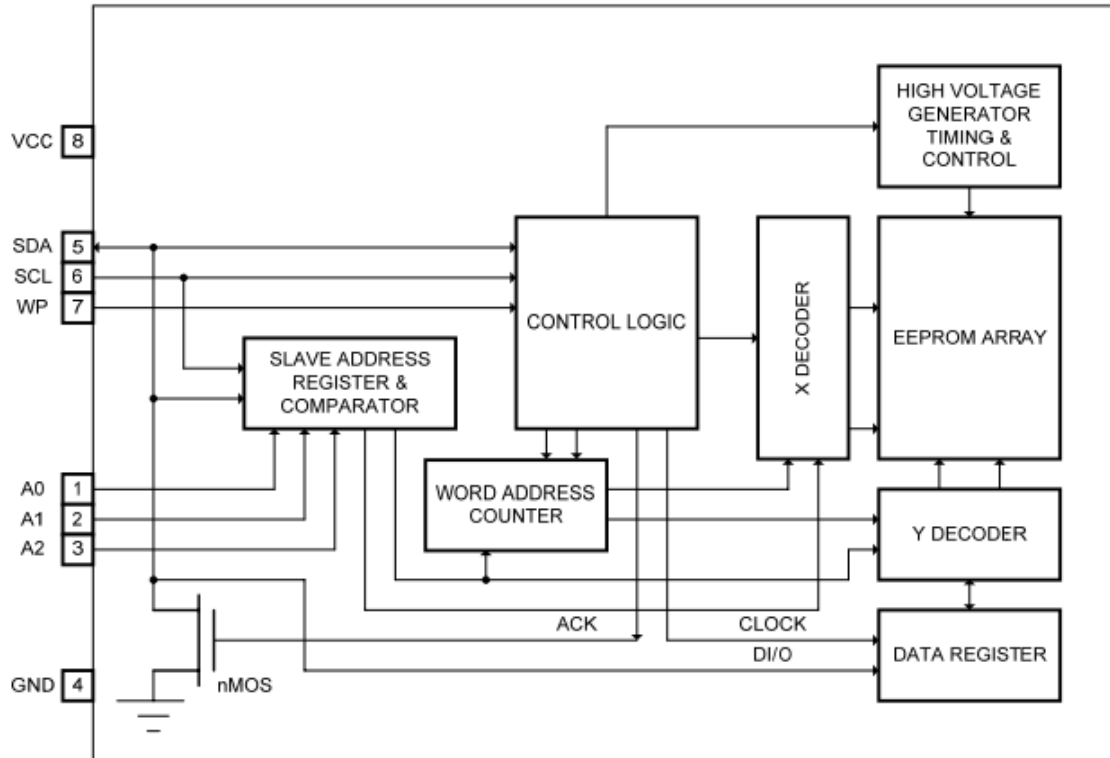 VCC 8
SDA 5
SCL 6
WP 7
A0 1
A1 2
A2 3
GND 4
HIGH VOLTAGE
GENERATOR
TIMING &
CONTROL
CONTROL LOGIC
X DECODER
EEPROM ARRAY
SLAVE ADDRESS
REGISTER &
COMPARATOR
WORD ADDRESS
COUNTER
Y DECODER
ACK
CLOCK
DI/O
DATA REGISTER
nMOS